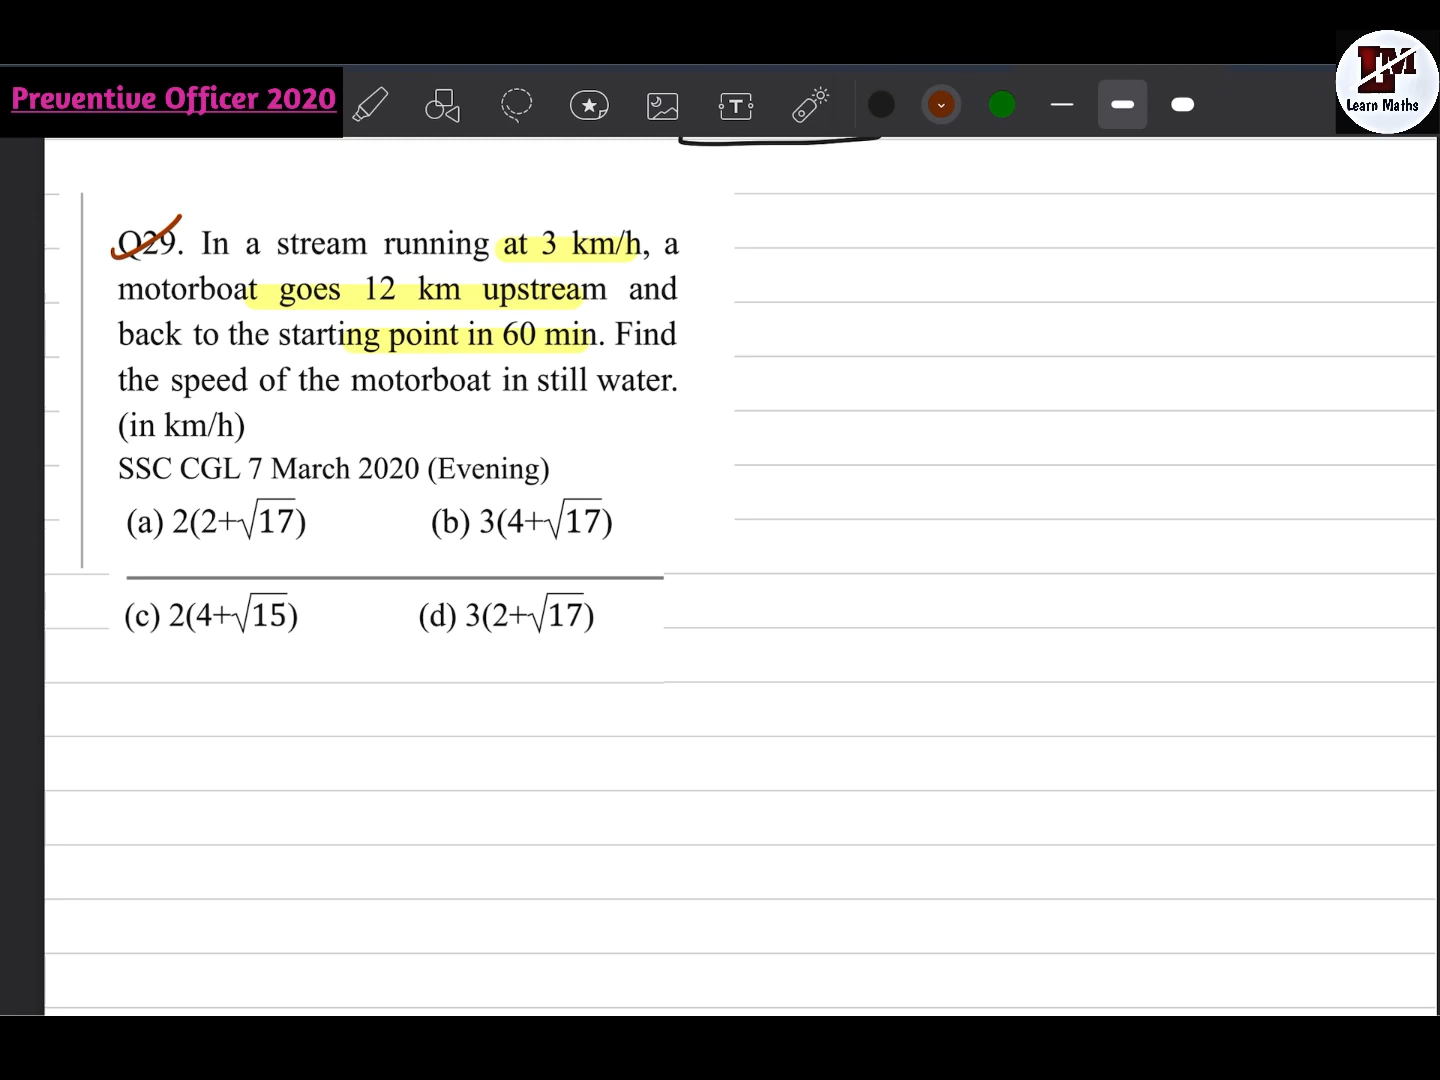 Preventive Officer 2020
T
LM
Learn Maths
Q29. In a stream running at 3 km/h, a
motorboat goes 12 km upstream and
back to the starting point in 60 min. Find
the speed of the motorboat in still water.
(in km/h)
SSC CGL 7 March 2020 (Evening)
(a) 2(2+√17) (b) 3(4+√17)
(c) 2(4+√15) (d) 3(2+√17)